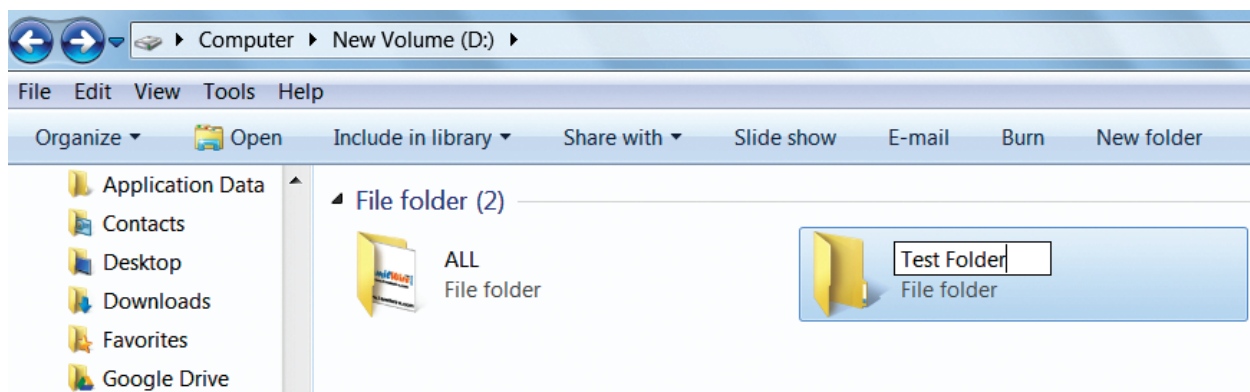 Computer New Volume (D:)
File Edit View Tools Help
Organize Open Include in library Share with Slide show E-mail Burn New folder
Application Data
Contacts
Desktop
Downloads
Favorites
Google Drive
File folder (2)
ALL
File folder
Test Folder
File folder